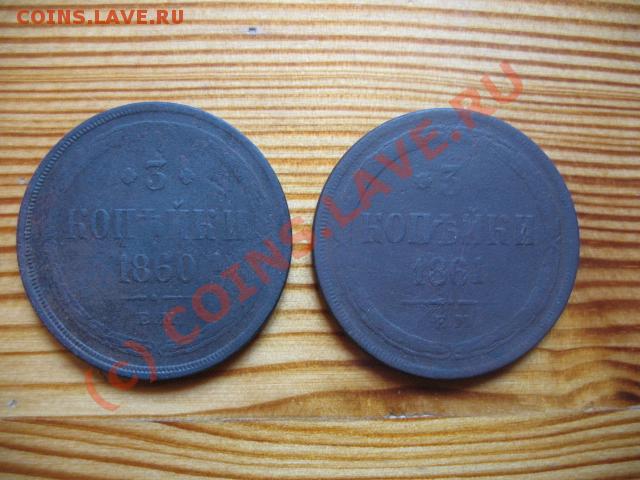 COINS.LAVE.RU
3
КОПѢЙКИ
1860
Е М
3
КОПѢЙКИ
1861
Е М
(c) COINS.LAVE.RU